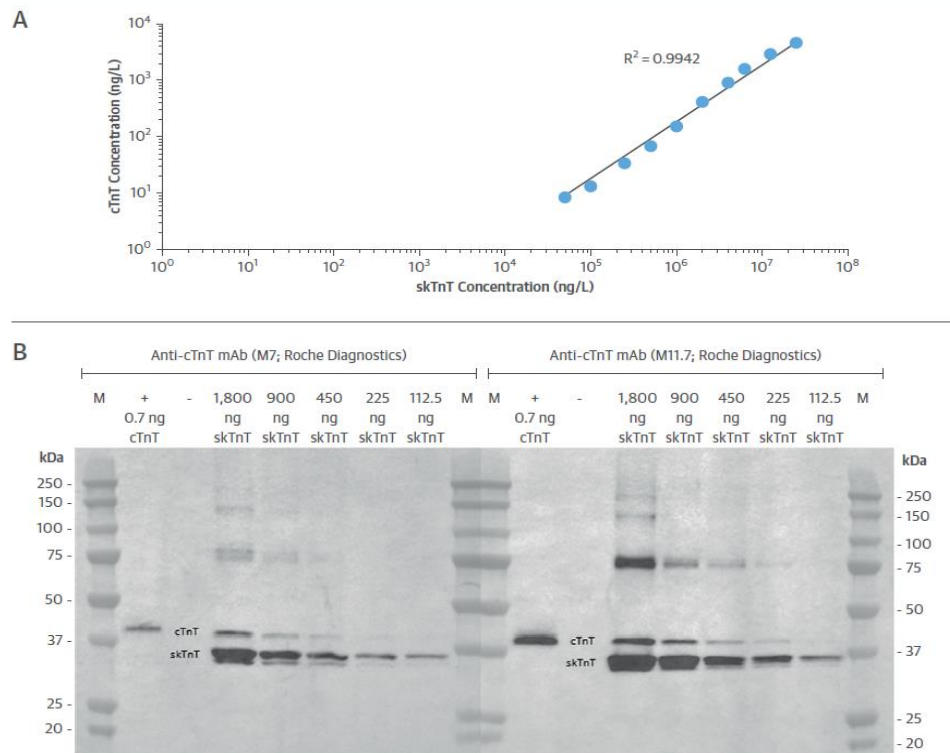 A
cTnT Concentration (ng/L)
10⁴
10³
10²
10¹
10⁰
R² = 0.9942
10⁰ 10¹ 10² 10³ 10⁴ 10⁵ 10⁶ 10⁷ 10⁸
skTnT Concentration (ng/L)
B
Anti-cTnT mAb (M7; Roche Diagnostics) Anti-cTnT mAb (M11.7; Roche Diagnostics)
M + - 1,800 900 450 225 112.5 M M + - 1,800 900 450 225 112.5 M
0.7 ng ng ng ng ng ng 0.7 ng ng ng ng ng ng
cTnT skTnT skTnT skTnT skTnT skTnT cTnT skTnT skTnT skTnT skTnT skTnT
kDa kDa
250 - - 250
150 - - 150
100 - - 100
75 - - 75
50 - - 50
cTnT cTnT
37 - - 37
skTnT skTnT
25 - - 25
20 - - 20